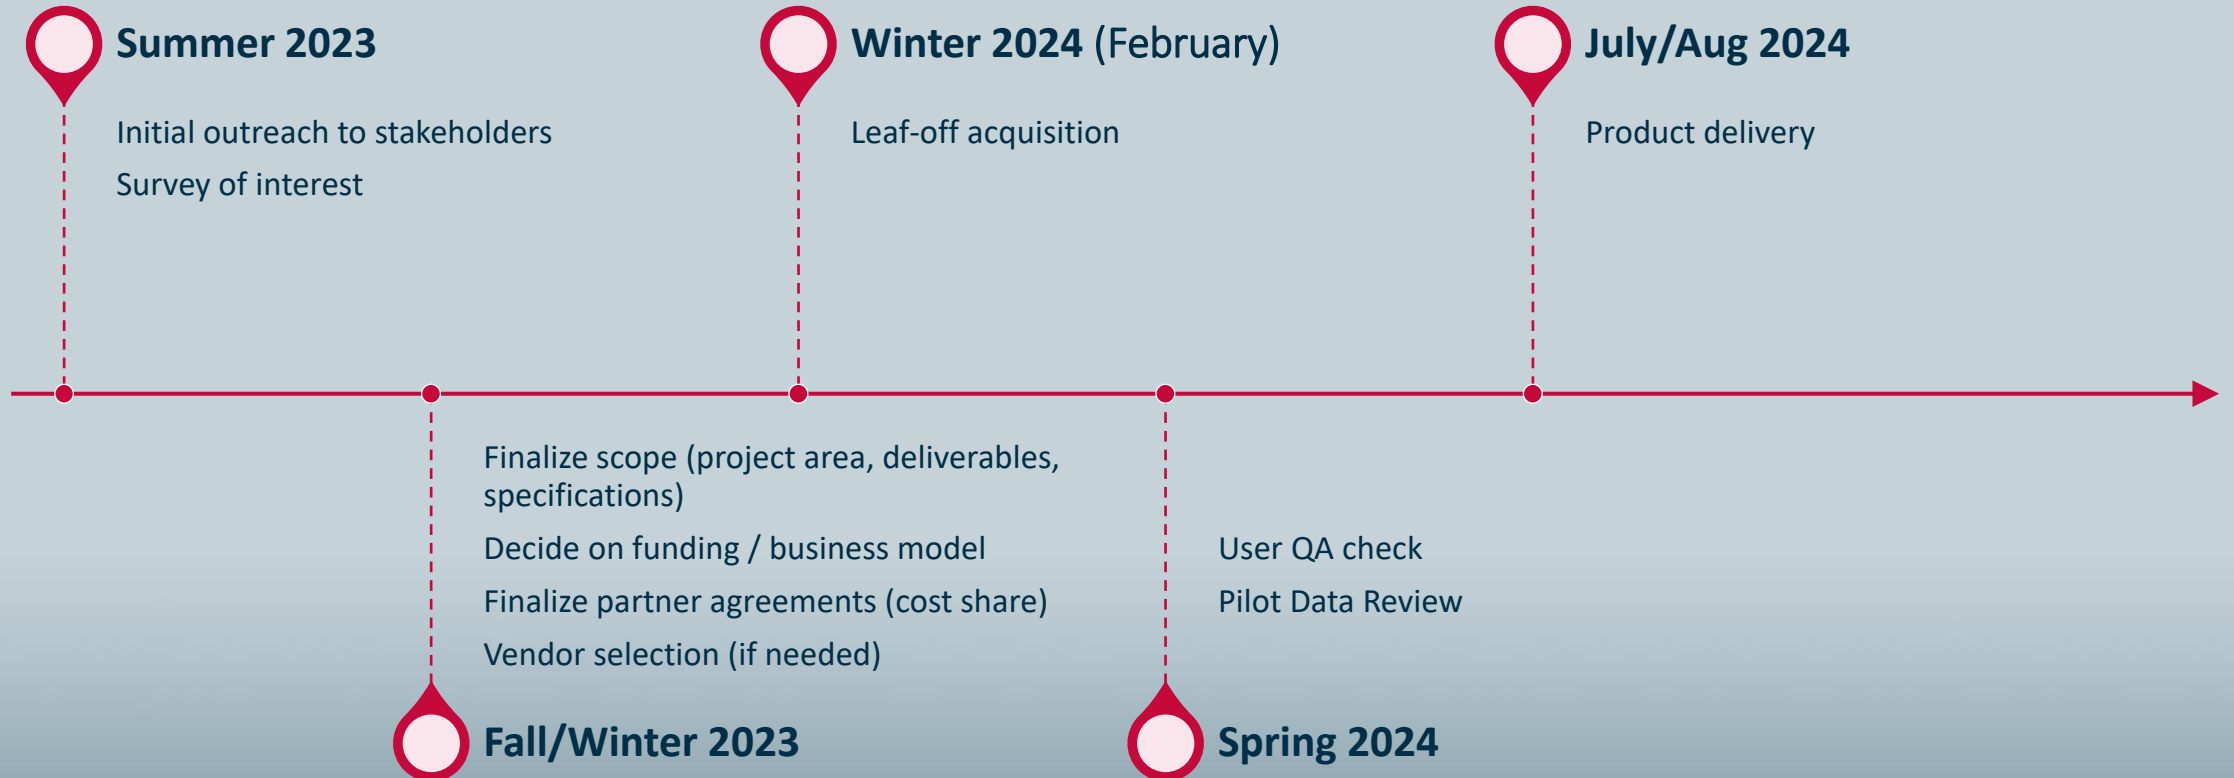 Summer 2023
Initial outreach to stakeholders
Survey of interest
Finalize scope (project area, deliverables,
specifications)
Decide on funding / business model
Finalize partner agreements (cost share)
Vendor selection (if needed)
Fall/Winter 2023
Winter 2024 (February)
Leaf-off acquisition
User QA check
Pilot Data Review
Spring 2024
July/Aug 2024
Product delivery